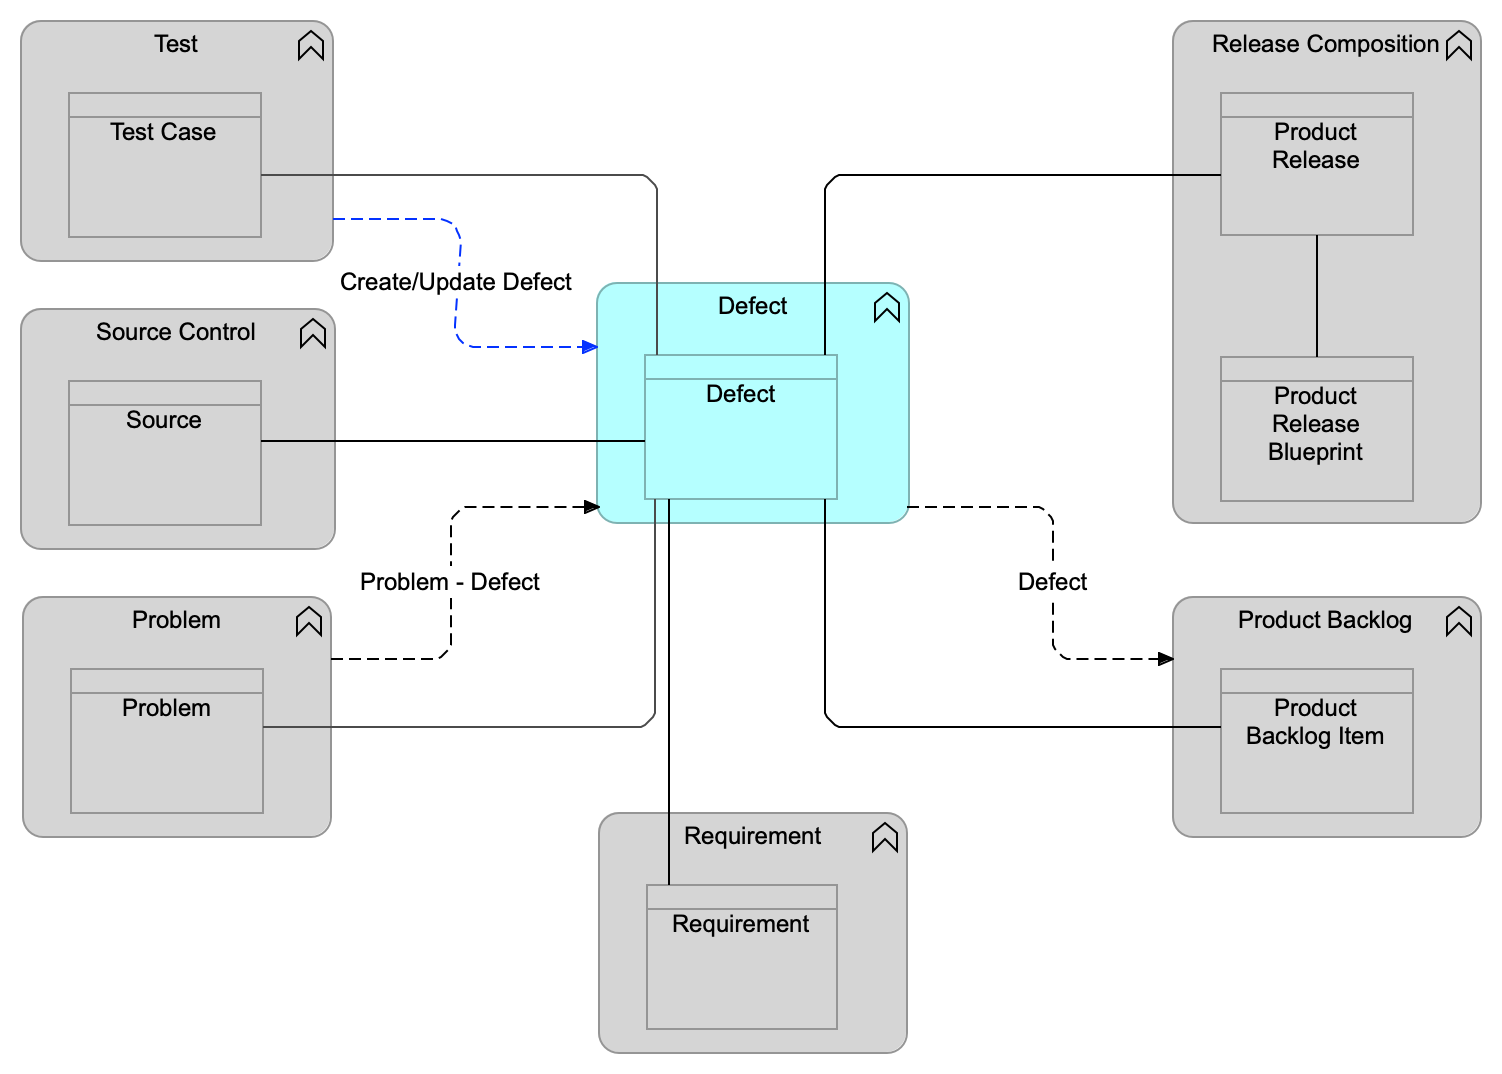 Test
Test Case
Release Composition
Product
Release
Create/Update Defect
Source Control
Source
Defect
Defect
Product
Release
Blueprint
Problem - Defect
Defect
Problem
Problem
Product Backlog
Product
Backlog Item
Requirement
Requirement